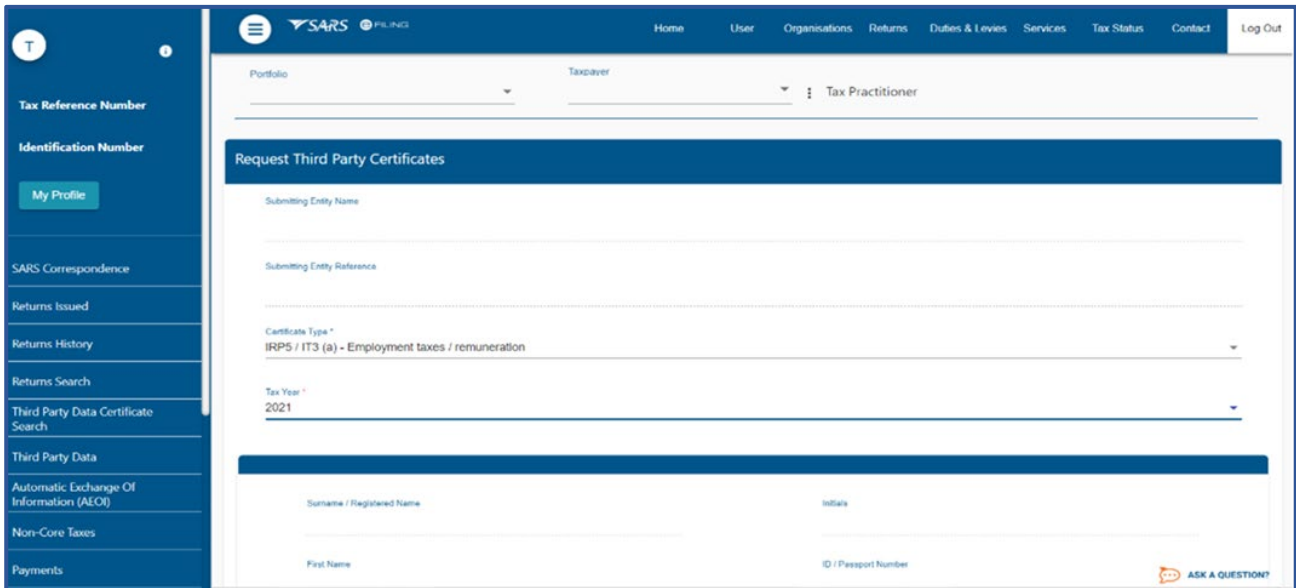 T
i
Tax Reference Number
Identification Number
My Profile
SARS Correspondence
Returns Issued
Returns History
Returns Search
Third Party Data Certificate
Search
Third Party Data
Automatic Exchange Of
Information (AEOI)
Non-Core Taxes
Payments
SARS e FILING
Home User Organisations Returns Duties & Levies Services Tax Status Contact Log Out
Portfolio Taxpayer
Tax Practitioner
Request Third Party Certificates
Submitting Entity Name
Submitting Entity Reference
Certificate Type *
IRP5 / IT3 (a) - Employment taxes / remuneration
Tax Year *
2021
Surname / Registered Name Initials
First Name ID / Passport Number
ASK A QUESTION?